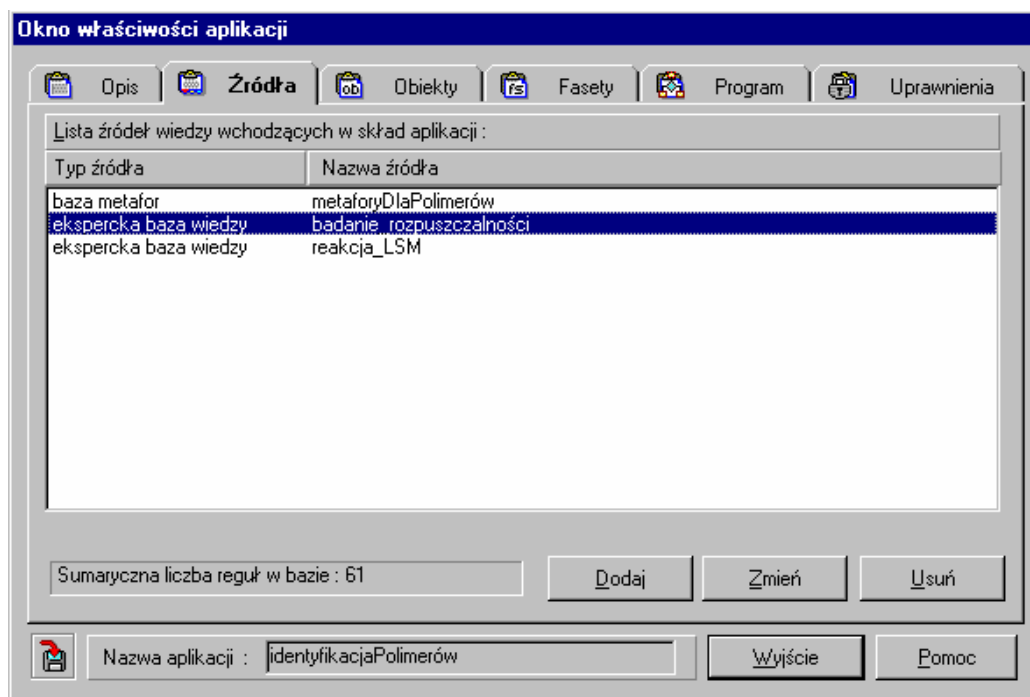 Okno właściwości aplikacji
Opis Źródła Obiekty Fasety Program Uprawnienia
Lista źródeł wiedzy wchodzących w skład aplikacji :
Typ źródła Nazwa źródła
baza metafor metaforyDlaPolimerów
ekspercka baza wiedzy badanie_rozpuszczalności
ekspercka baza wiedzy reakcja_LSM
Sumaryczna liczba reguł w bazie : 61 Dodaj Zmień Usuń
Nazwa aplikacji : identyfikacjaPolimerów Wyjście Pomoc